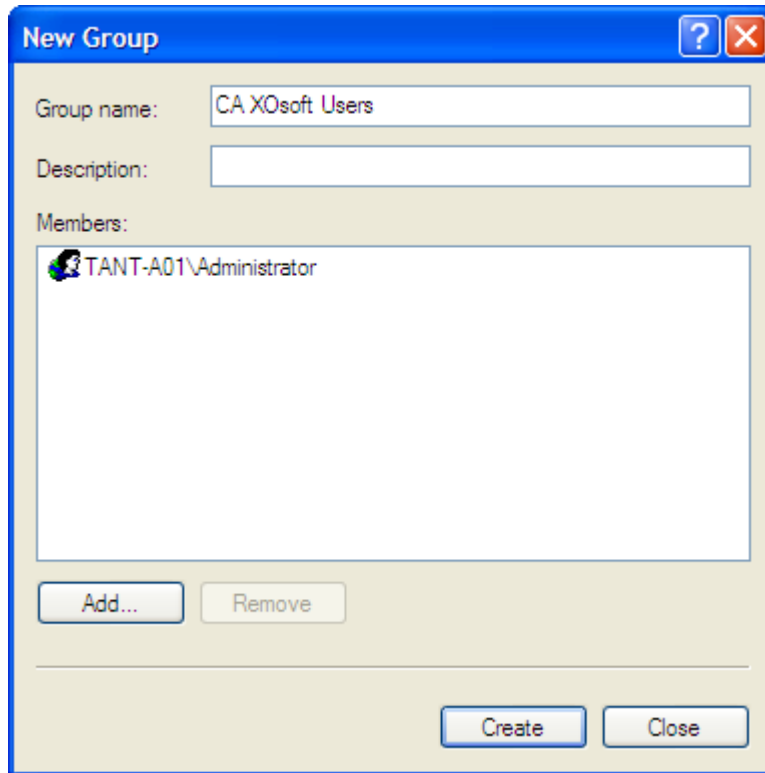 New Group
?
Group name:
CA XOsoft Users
Description:
Members:
TANT-A01\Administrator
Add...
Remove
Create
Close